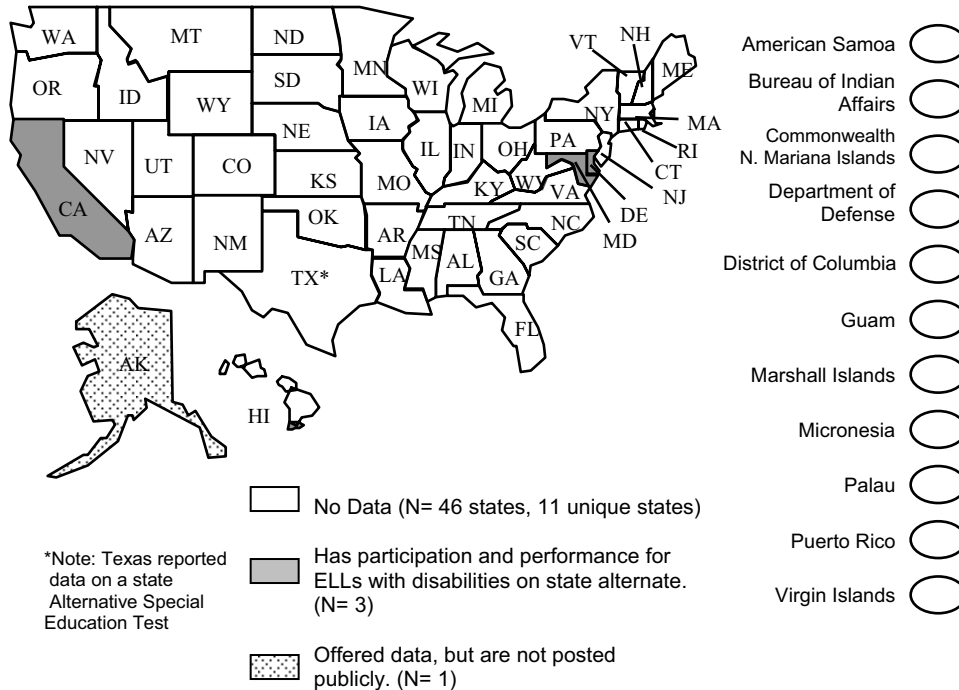 WA
MT
ND
MN
VT
NH
ME
OR
ID
SD
WI
MI
NY
WY
MA
IA
PA
NE
RI
NV
UT
CO
IL
IN
OH
CT
KS
MO
KY
WV
VA
NJ
CA
DE
OK
TN
NC
MD
AZ
NM
AR
MS
SC
TX*
LA
AL
GA
FL
AK
HI
American Samoa
Bureau of Indian
Affairs
Commonwealth
N. Mariana Islands
Department of
Defense
District of Columbia
Guam
Marshall Islands
Micronesia
Palau
Puerto Rico
Virgin Islands
No Data (N= 46 states, 11 unique states)
Has participation and performance for
ELLs with disabilities on state alternate.
(N= 3)
Offered data, but are not posted
publicly. (N= 1)
*Note: Texas reported
data on a state
Alternative Special
Education Test